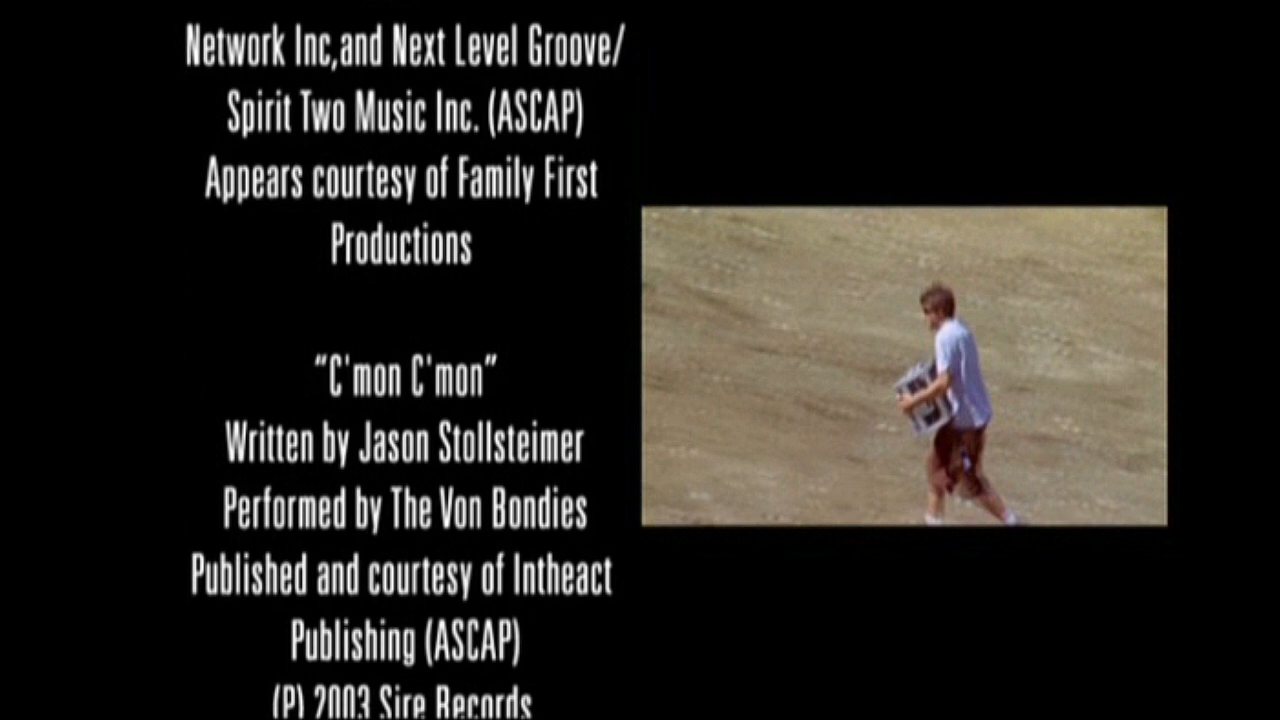 Network Inc,and Next Level Groove/
Spirit Two Music Inc. (ASCAP)
Appears courtesy of Family First
Productions
"C'mon C'mon"
Written by Jason Stollsteimer
Performed by The Von Bondies
Published and courtesy of Intheact
Publishing (ASCAP)
(P) 2003 Sire Records